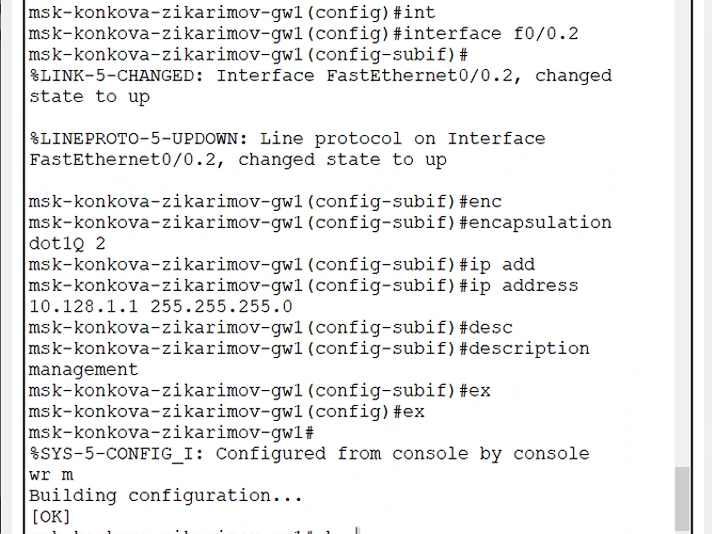 msk-konkova-zikarimov-gw1(config)#int
msk-konkova-zikarimov-gw1(config)#interface f0/0.2
msk-konkova-zikarimov-gw1(config-subif)#
%LINK-5-CHANGED: Interface FastEthernet0/0.2, changed
state to up
%LINEPROTO-5-UPDOWN: Line protocol on Interface
FastEthernet0/0.2, changed state to up
msk-konkova-zikarimov-gw1(config-subif)#enc
msk-konkova-zikarimov-gw1(config-subif)#encapsulation
dot1Q 2
msk-konkova-zikarimov-gw1(config-subif)#ip add
msk-konkova-zikarimov-gw1(config-subif)#ip address
10.128.1.1 255.255.255.0
msk-konkova-zikarimov-gw1(config-subif)#desc
msk-konkova-zikarimov-gw1(config-subif)#description
management
msk-konkova-zikarimov-gw1(config-subif)#ex
msk-konkova-zikarimov-gw1(config)#ex
msk-konkova-zikarimov-gw1#
%SYS-5-CONFIG_I: Configured from console by console
wr m
Building configuration...
[OK]